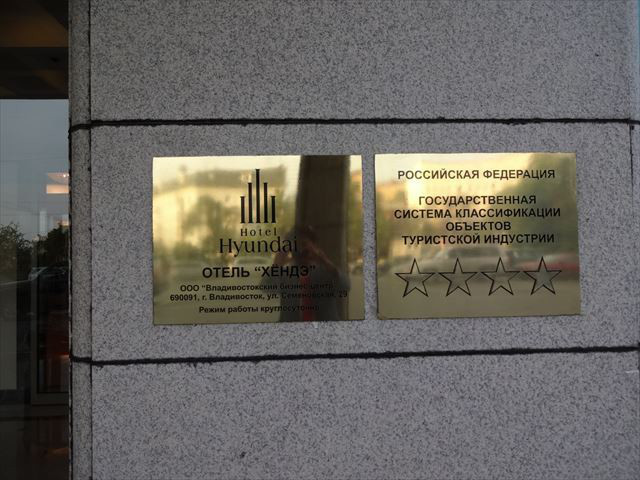 Hotel
Hyundai
ОТЕЛЬ “ХЁНДЭ”
ООО “Владивостокский бизнес-центр
690091, г. Владивосток, ул. Семеновская, 29
Режим работы круглосуточно
РОССИЙСКАЯ ФЕДЕРАЦИЯ
ГОСУДАРСТВЕННАЯ
СИСТЕМА КЛАССИФИКАЦИИ
ОБЪЕКТОВ
ТУРИСТСКОЙ ИНДУСТРИИ